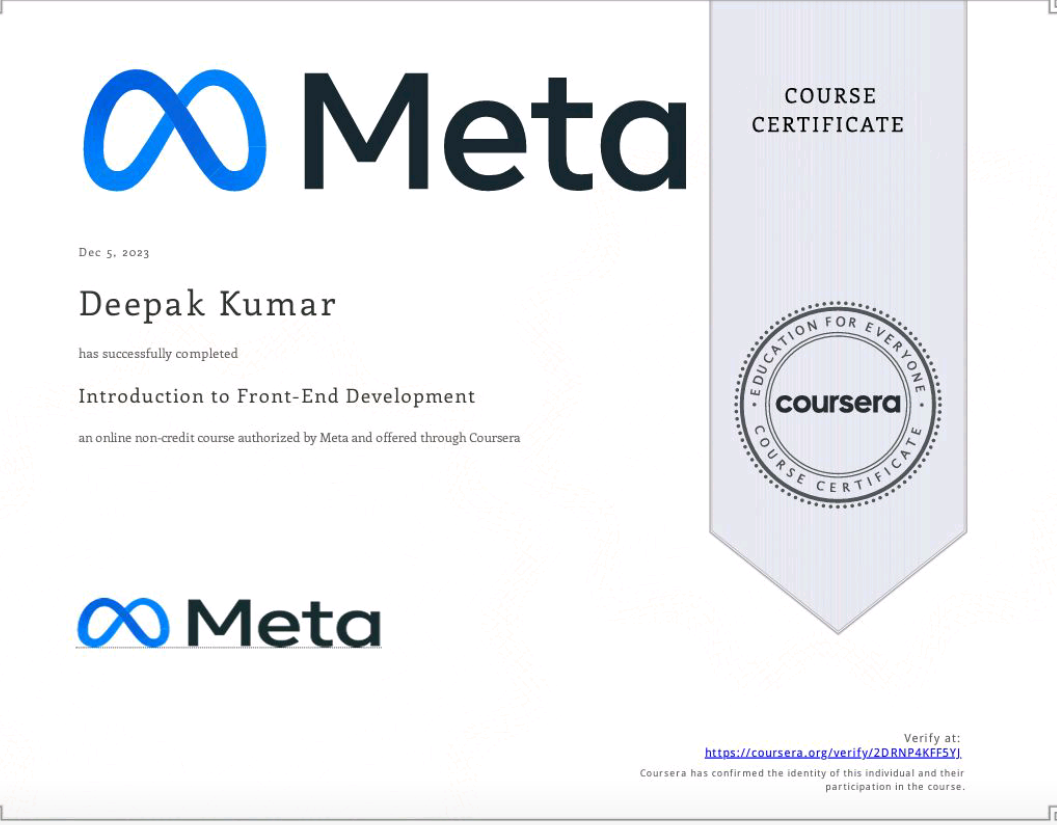 Meta
COURSE
CERTIFICATE
Dec 5, 2023
Deepak Kumar
has successfully completed
Introduction to Front-End Development
an online non-credit course authorized by Meta and offered through Coursera
EDUCATION FOR EVERYONE
coursera
COURSE CERTIFICATE
Meta
Verify at:
https://coursera.org/verify/2DRNP4KFF5YJ
Coursera has confirmed the identity of this individual and their
participation in the course.